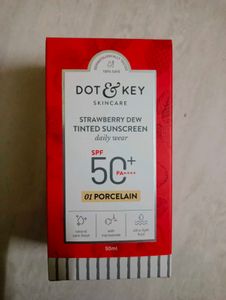 DOT & KEY
SKINCARE
STRAWBERRY DEW
TINTED SUNSCREEN
daily wear
SPF
50+
PA++++
01 PORCELAIN
50ml